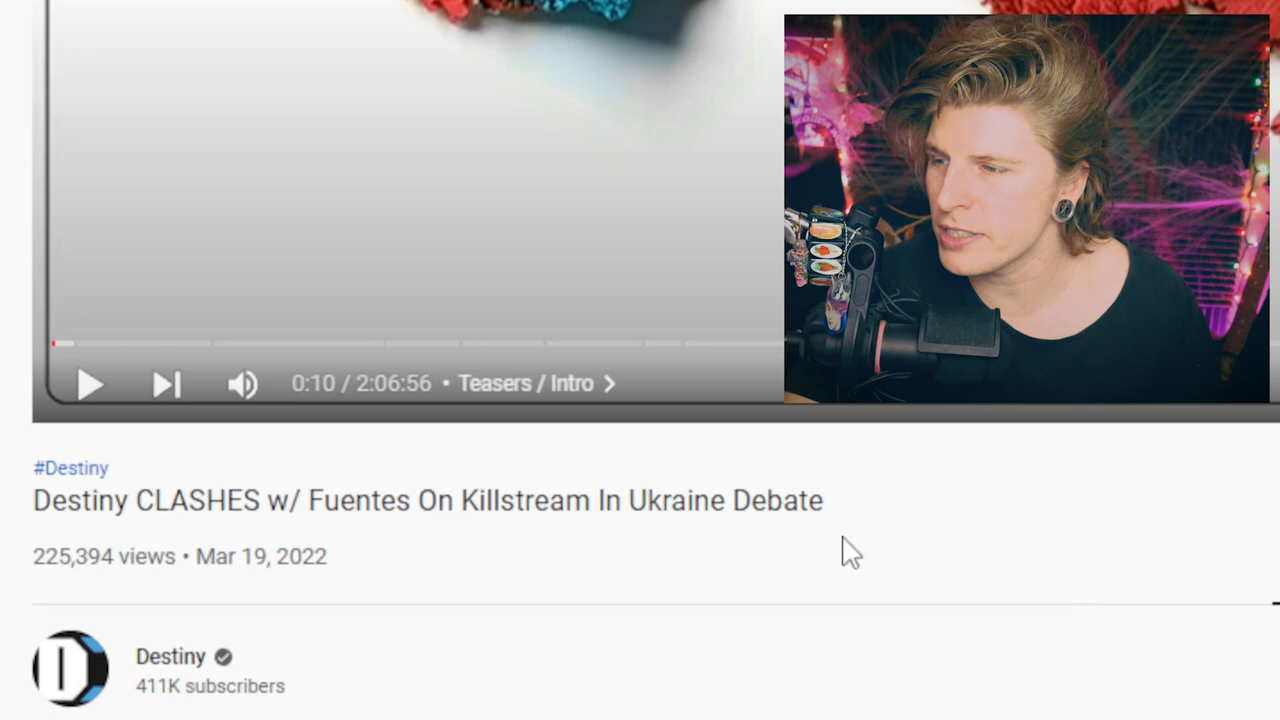 0:10 / 2:06:56 • Teasers / Intro
#Destiny
Destiny CLASHES w/ Fuentes On Killstream In Ukraine Debate
225,394 views • Mar 19, 2022
Destiny
411K subscribers